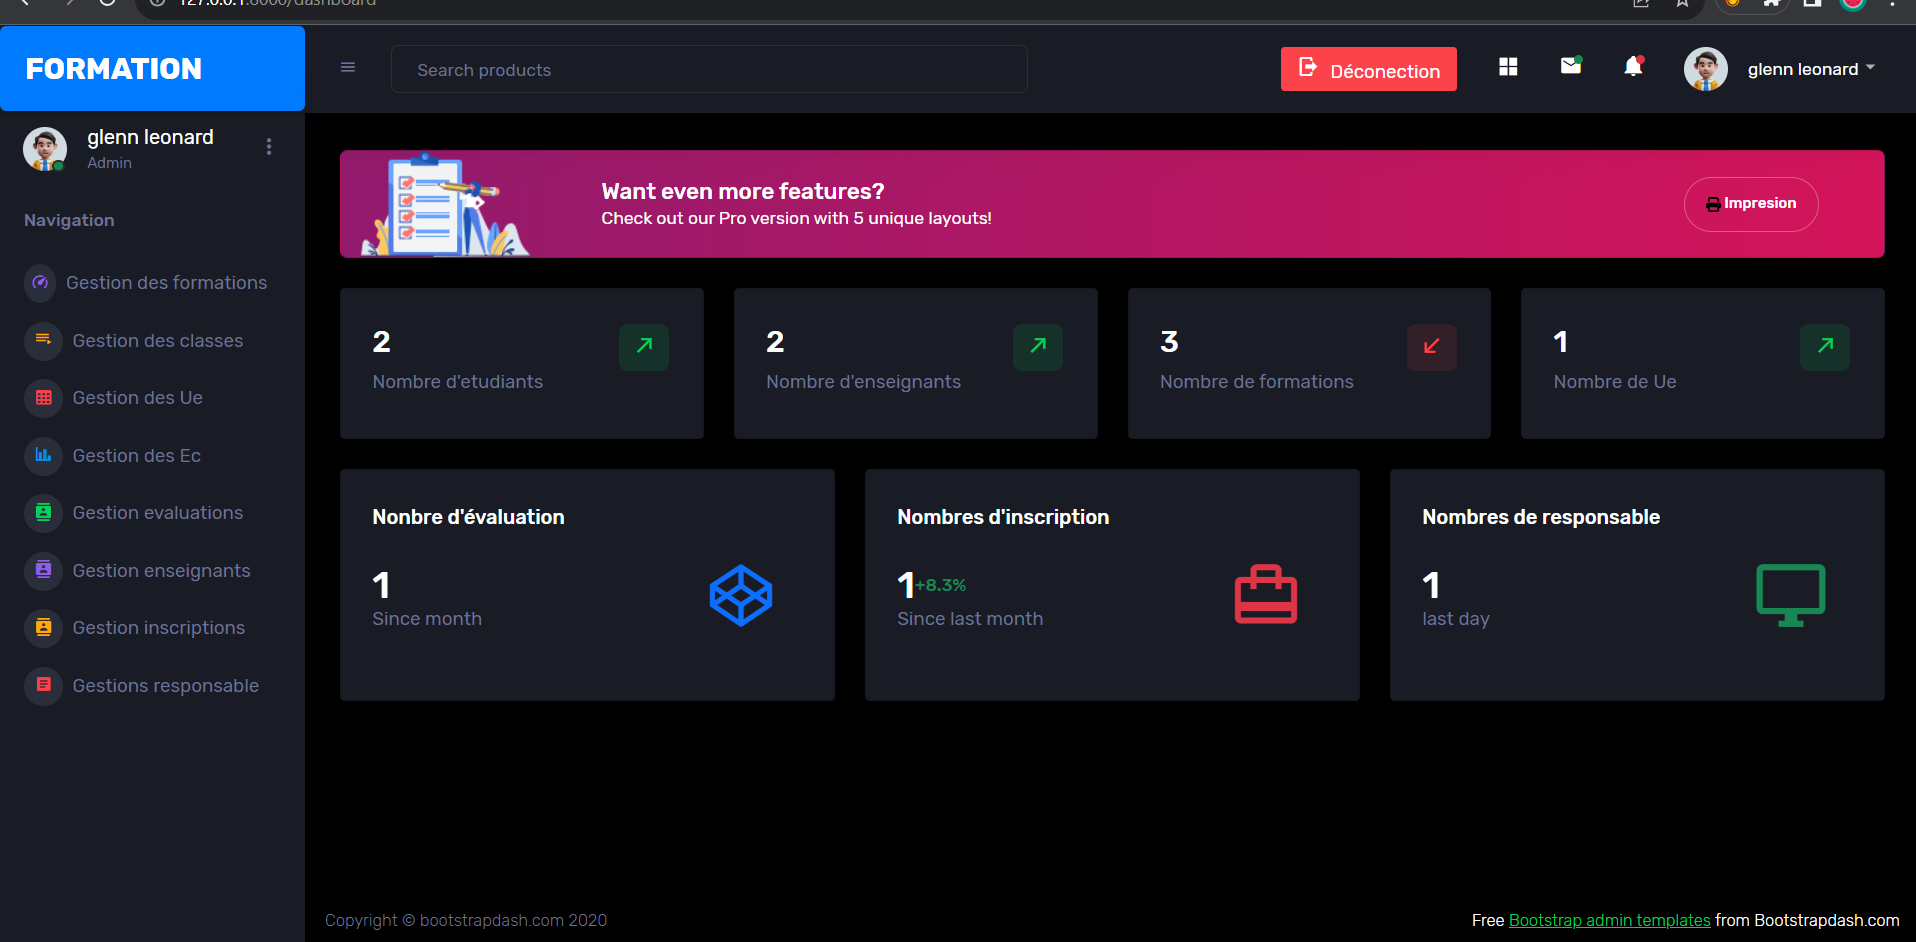 127.0.0.1:8000/dashboard
FORMATION
Search products
Déconection
glenn leonard
glenn leonard
Admin
Navigation
Gestion des formations
Gestion des classes
Gestion des Ue
Gestion des Ec
Gestion evaluations
Gestion enseignants
Gestion inscriptions
Gestions responsable
Want even more features?
Check out our Pro version with 5 unique layouts!
Impresion
2
Nombre d'etudiants
2
Nombre d'enseignants
3
Nombre de formations
1
Nombre de Ue
Nonbre d'évaluation
1
Since month
Nombres d'inscription
1+8.3%
Since last month
Nombres de responsable
1
last day
Copyright © bootstrapdash.com 2020
Free Bootstrap admin templates from Bootstrapdash.com